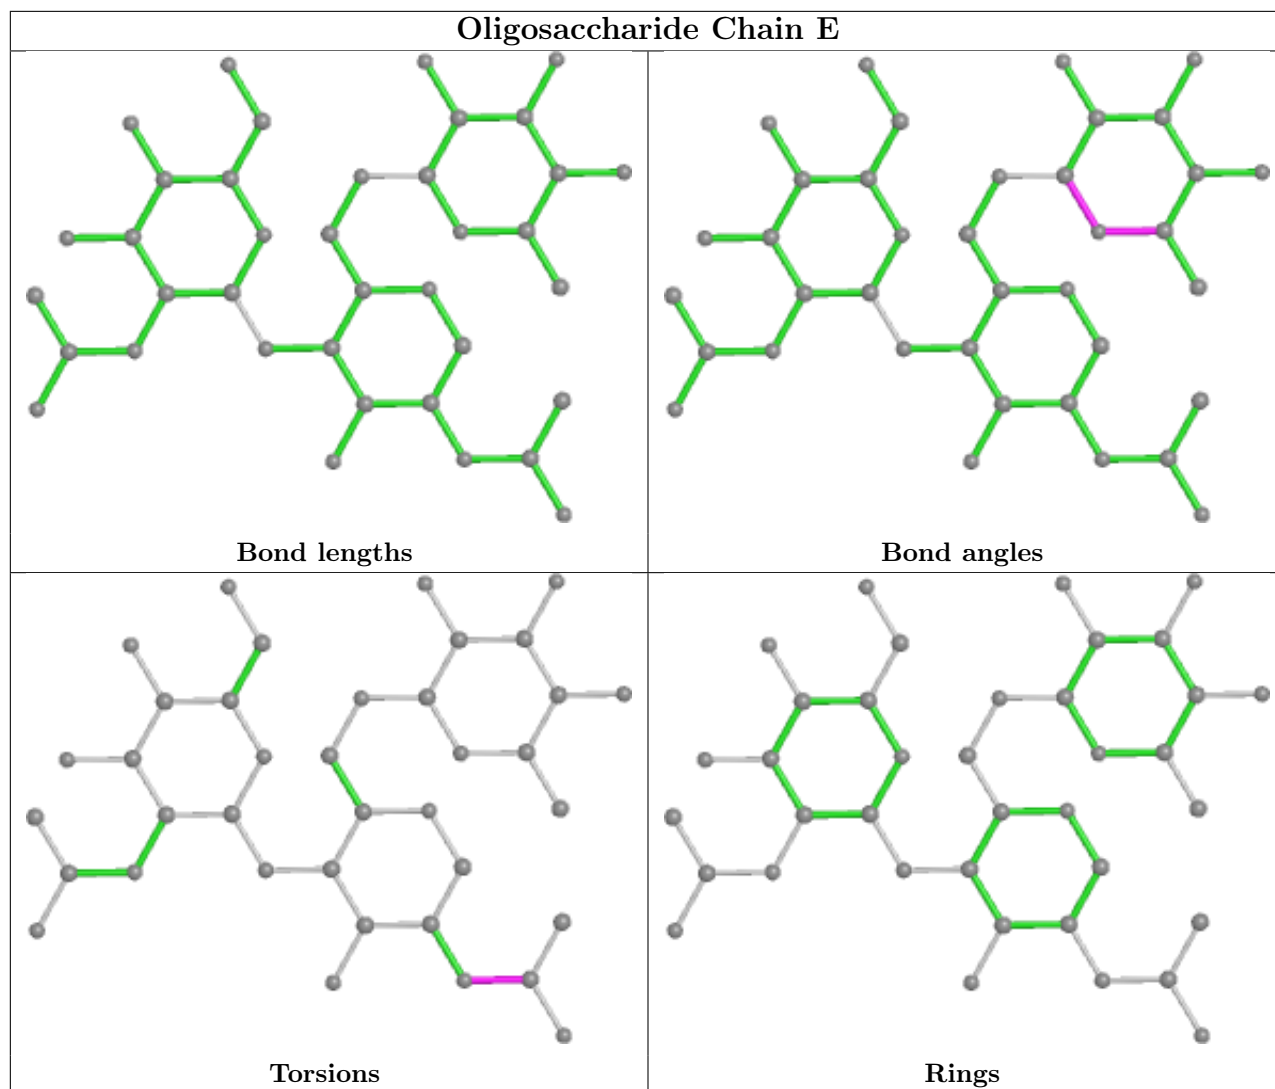 Oligosaccharide Chain E
Bond lengths
Bond angles
Torsions
Rings